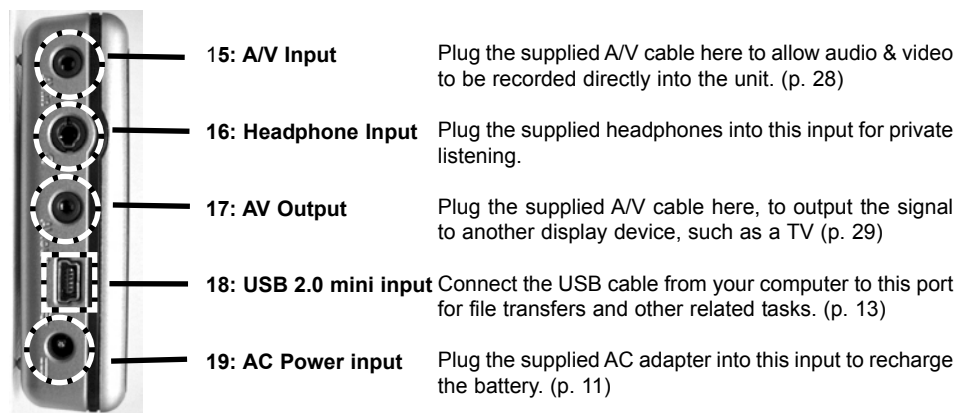 15: A/V Input Plug the supplied A/V cable here to allow audio & video
to be recorded directly into the unit. (p. 28)
16: Headphone Input Plug the supplied headphones into this input for private
listening.
17: AV Output Plug the supplied A/V cable here, to output the signal
to another display device, such as a TV (p. 29)
18: USB 2.0 mini input Connect the USB cable from your computer to this port
for file transfers and other related tasks. (p. 13)
19: AC Power input Plug the supplied AC adapter into this input to recharge
the battery. (p. 11)